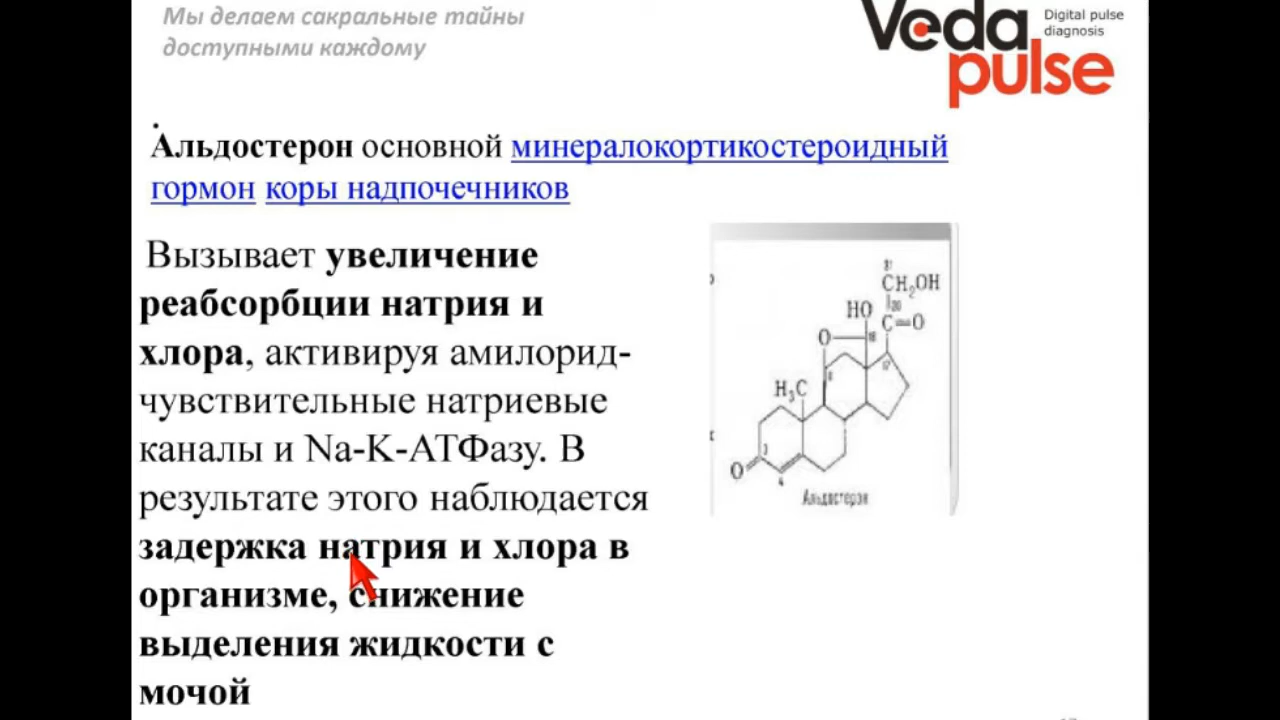 Мы делаем сакральные тайны
доступными каждому
Veda
pulse
Digital pulse
diagnosis
Альдостерон основной минералокортикостероидный
гормон коры надпочечников
Вызывает увеличение
реабсорбции натрия и
хлора, активируя амилорид-
чувствительные натриевые
каналы и Na-K-АТФазу. В
результате этого наблюдается
задержка натрия и хлора в
организме, снижение
выделения жидкости с
мочой
CH2OH
HO
C=O
O
H3C
O
3
4
Альдостерон